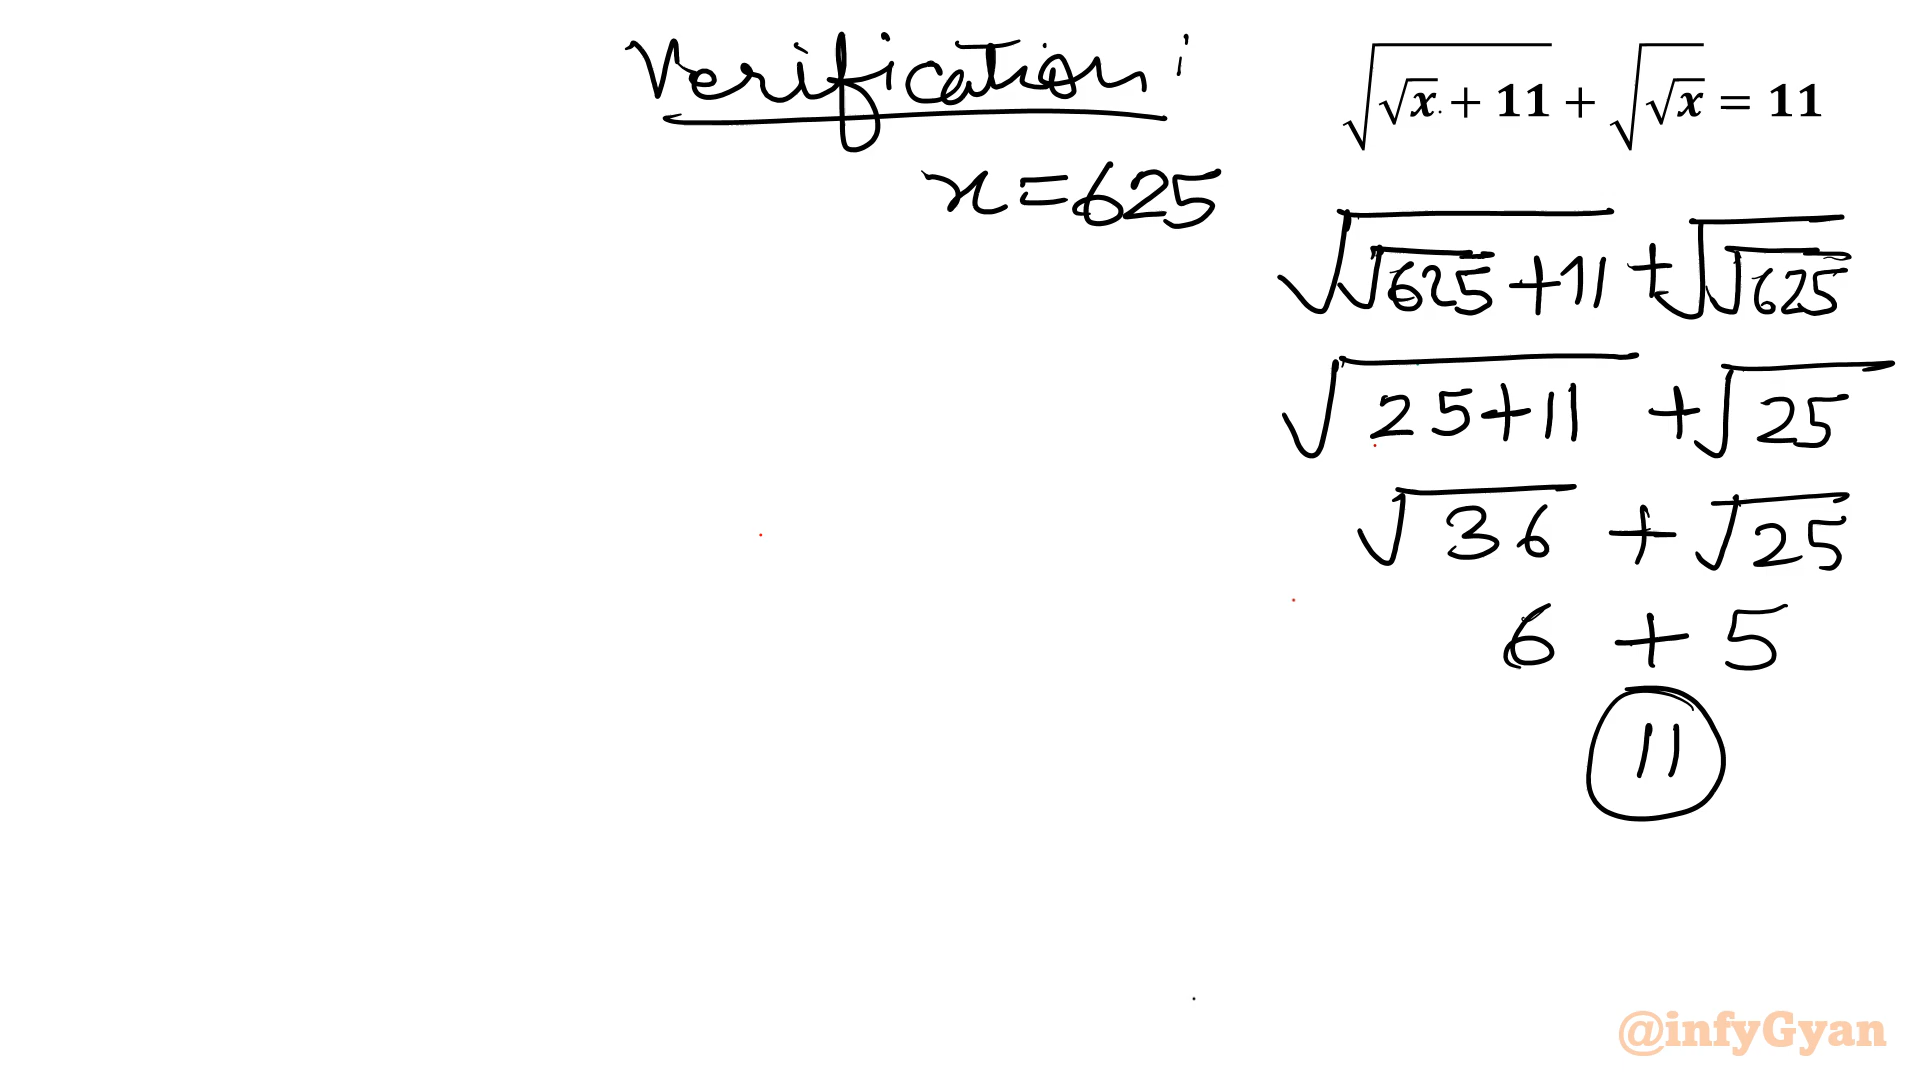 Verification :
√(√x + 11) + √(√x) = 11
x = 625
√(√625 + 11) + √(√625)
√(25 + 11) + √25
√36 + √25
6 + 5
11
@infyGyan